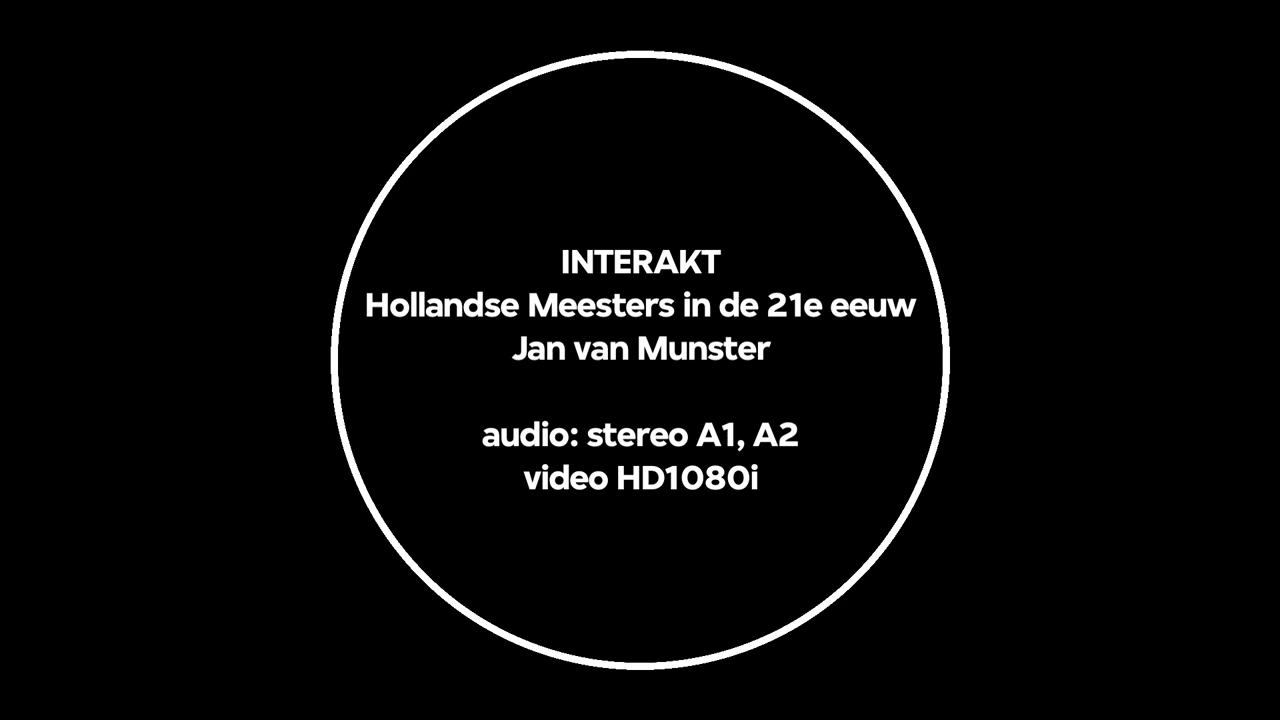 INTERAKT
Hollandse Meesters in de 21e eeuw
Jan van Munster
audio: stereo A1, A2
video HD1080i